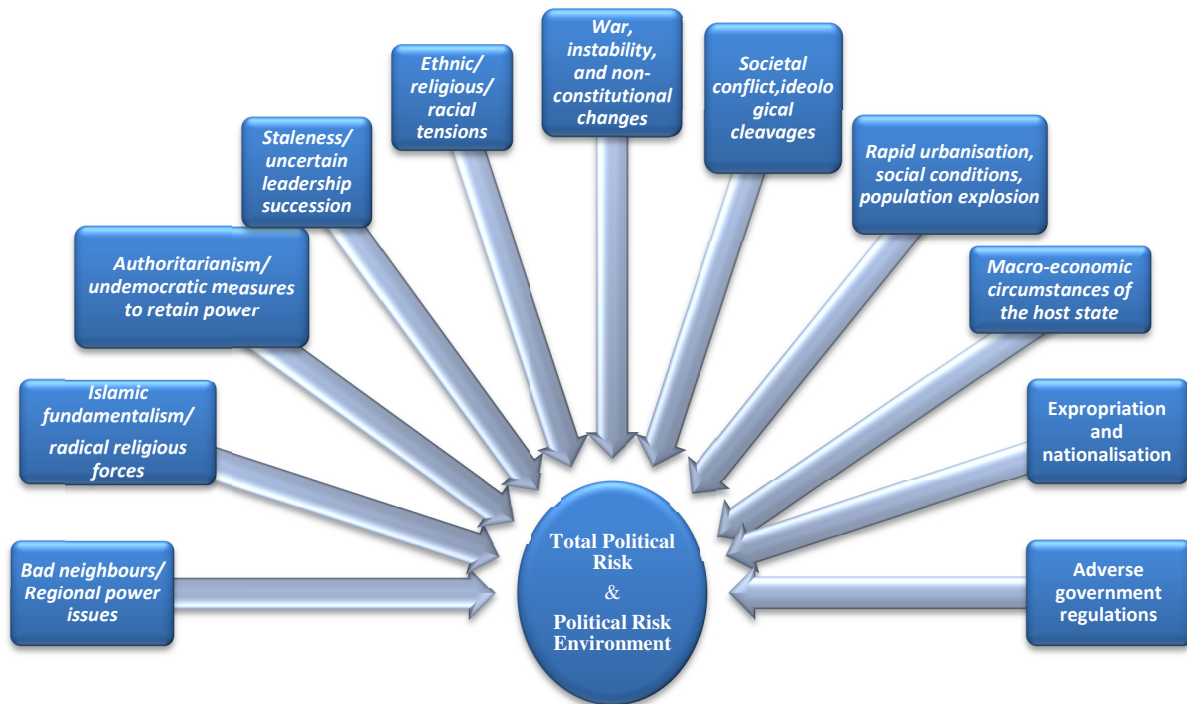 War,
instability,
and non-
constitutional
changes
Ethnic/
religious/
racial
tensions
Societal
conflict,ideolo
gical
cleavages
Staleness/
uncertain
leadership
succession
Rapid urbanisation,
social conditions,
population explosion
Authoritarianism/
undemocratic measures
to retain power
Macro-economic
circumstances of
the host state
Islamic
fundamentalism/
radical religious
forces
Expropriation
and
nationalisation
Bad neighbours/
Regional power
issues
Adverse
government
regulations
Total Political
Risk
&
Political Risk
Environment